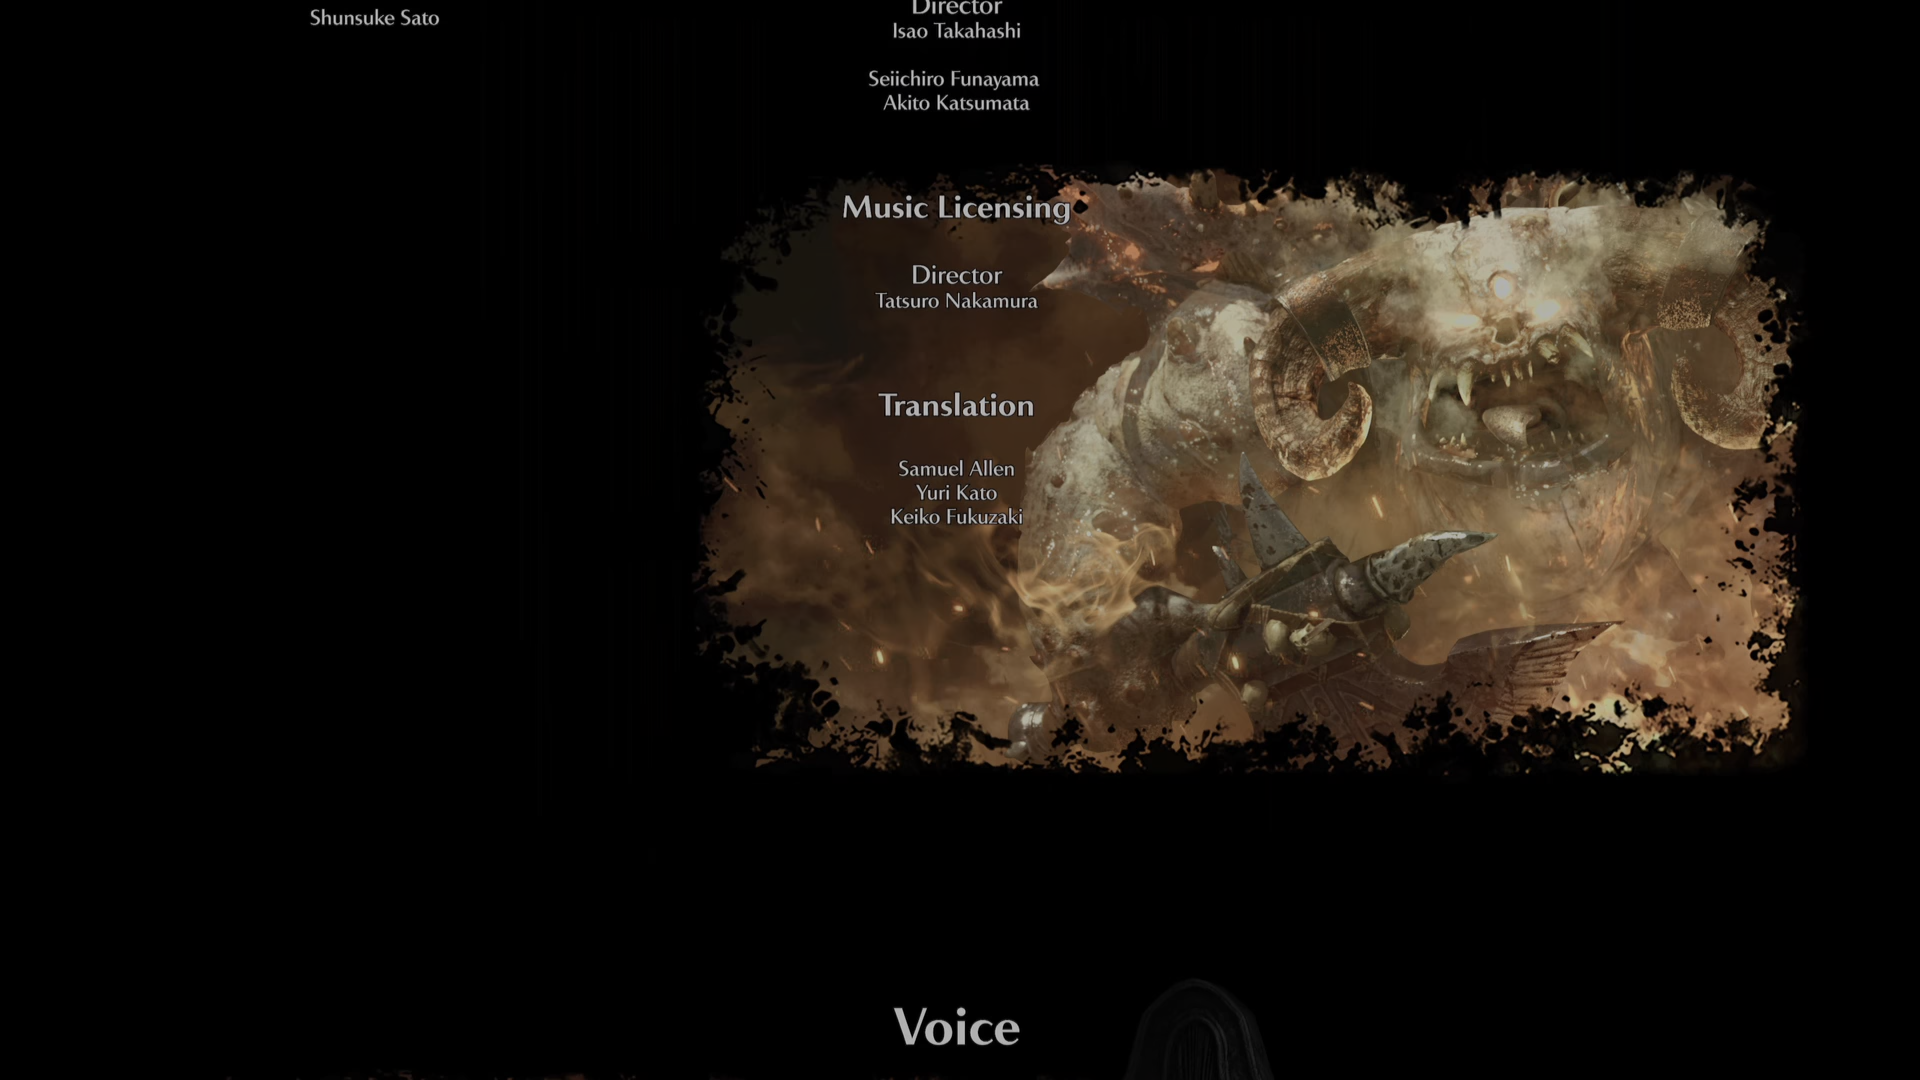 Shunsuke Sato
Director
Isao Takahashi
Seiichiro Funayama
Akito Katsumata
Music Licensing
Director
Tatsuro Nakamura
Translation
Samuel Allen
Yuri Kato
Keiko Fukuzaki
Voice